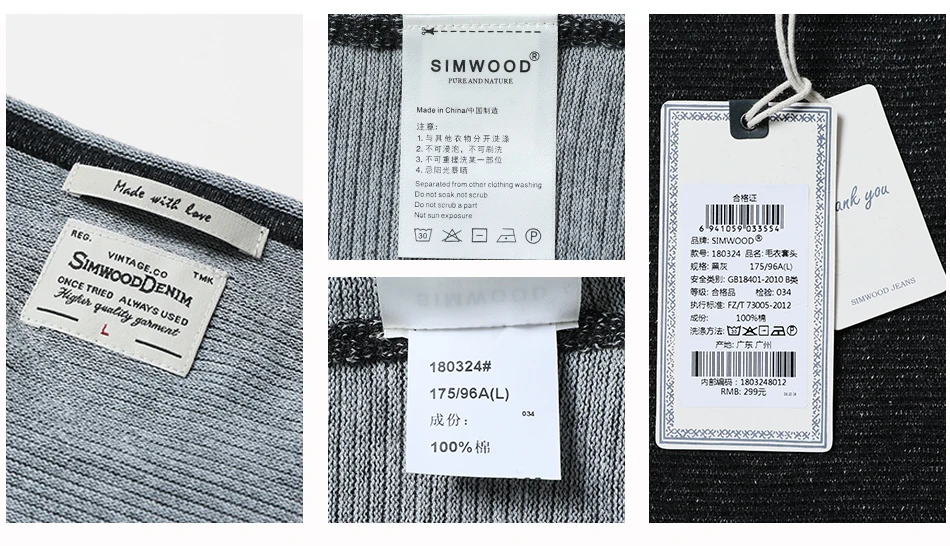 Made with love
REG.
TMK
VINTAGE.CO
SIMWOODDENIM
ONCE TRIED ALWAYS USED
Higher quality garment
L
SIMWOOD®
PURE AND NATURE
Made in China/中国制造
注意:
1. 与其他衣物分开洗涤
2. 不可浸泡，不可刷洗
3. 不可重搓洗某一部位
4. 忽阳光暴晒
Separated from other clothing washing
Do not soak not scrub
Do not scrub a part
Not sun exposure
30
P
SIMWOOD
180324#
175/96A(L)
成份:
034
100%棉
合格证
6 941059 033554
品牌: SIMWOOD®
款号: 180324 品名: 毛衣套头
规格: 黑灰 175/96A(L)
安全类别: GB18401-2010 B类
等级: 合格品 检验: 034
执行标准: FZ/T 73005-2012
成份: 100%棉
洗涤方法:
产地: 广东 广州
内部编码: 1803248012
RMB: 299元
ank you
SIMWOOD JEANS